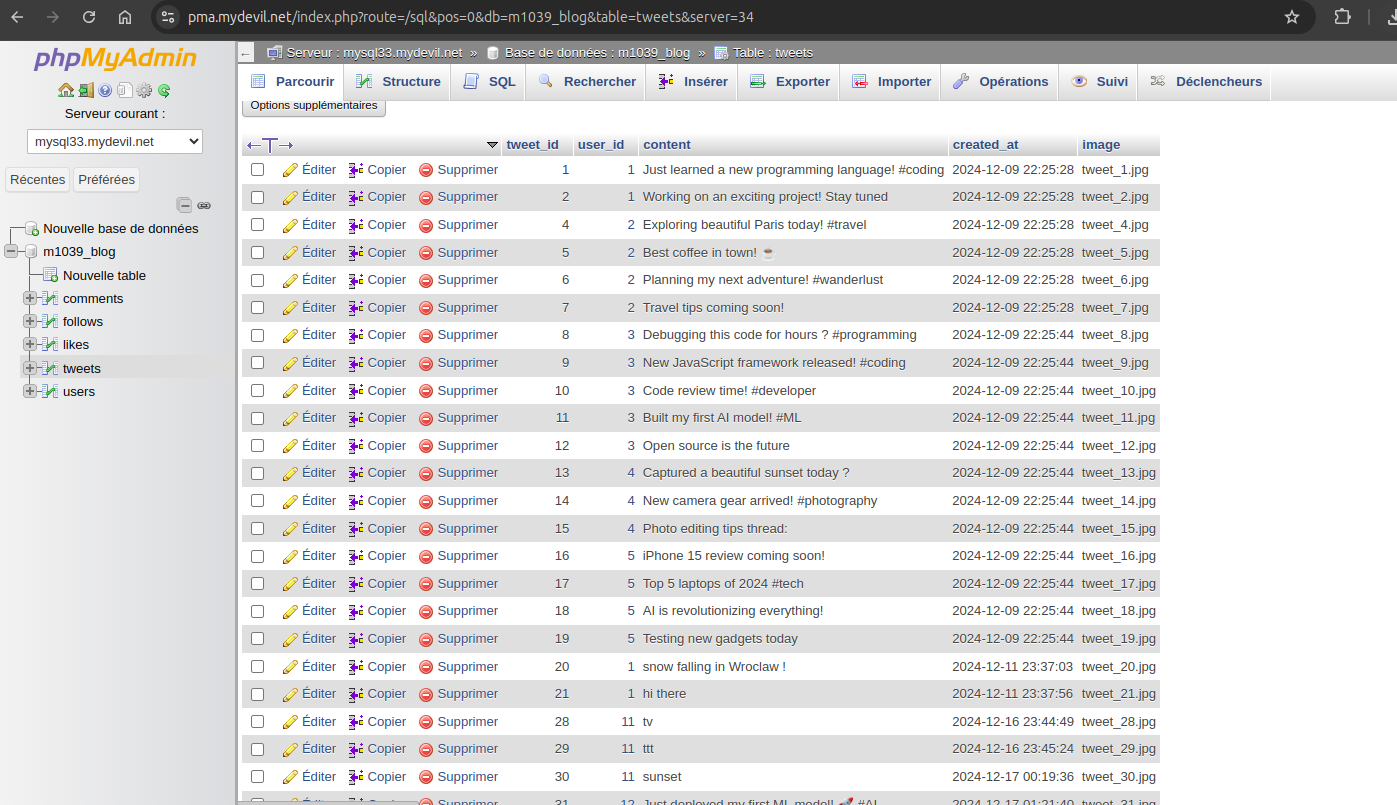 pma.mydevil.net/index.php?route=/sql&pos=0&db=m1039_blog&table=tweets&server=34
phpMyAdmin
Serveur courant :
mysql33.mydevil.net
Récentes Préférées
Nouvelle base de données
m1039_blog
Nouvelle table
comments
follows
likes
tweets
users
Serveur : mysql33.mydevil.net » Base de données : m1039_blog » Table : tweets
Parcourir Structure SQL Rechercher Insérer Exporter Importer Opérations Suivi Déclencheurs
Options supplémentaires
tweet_id user_id content created_at image
Éditer Copier Supprimer 1 1 Just learned a new programming language! #coding 2024-12-09 22:25:28 tweet_1.jpg
Éditer Copier Supprimer 2 1 Working on an exciting project! Stay tuned 2024-12-09 22:25:28 tweet_2.jpg
Éditer Copier Supprimer 4 2 Exploring beautiful Paris today! #travel 2024-12-09 22:25:28 tweet_4.jpg
Éditer Copier Supprimer 5 2 Best coffee in town! ☕ 2024-12-09 22:25:28 tweet_5.jpg
Éditer Copier Supprimer 6 2 Planning my next adventure! #wanderlust 2024-12-09 22:25:28 tweet_6.jpg
Éditer Copier Supprimer 7 2 Travel tips coming soon! 2024-12-09 22:25:28 tweet_7.jpg
Éditer Copier Supprimer 8 3 Debugging this code for hours ? #programming 2024-12-09 22:25:44 tweet_8.jpg
Éditer Copier Supprimer 9 3 New JavaScript framework released! #coding 2024-12-09 22:25:44 tweet_9.jpg
Éditer Copier Supprimer 10 3 Code review time! #developer 2024-12-09 22:25:44 tweet_10.jpg
Éditer Copier Supprimer 11 3 Built my first AI model! #ML 2024-12-09 22:25:44 tweet_11.jpg
Éditer Copier Supprimer 12 3 Open source is the future 2024-12-09 22:25:44 tweet_12.jpg
Éditer Copier Supprimer 13 4 Captured a beautiful sunset today ? 2024-12-09 22:25:44 tweet_13.jpg
Éditer Copier Supprimer 14 4 New camera gear arrived! #photography 2024-12-09 22:25:44 tweet_14.jpg
Éditer Copier Supprimer 15 4 Photo editing tips thread: 2024-12-09 22:25:44 tweet_15.jpg
Éditer Copier Supprimer 16 5 iPhone 15 review coming soon! 2024-12-09 22:25:44 tweet_16.jpg
Éditer Copier Supprimer 17 5 Top 5 laptops of 2024 #tech 2024-12-09 22:25:44 tweet_17.jpg
Éditer Copier Supprimer 18 5 AI is revolutionizing everything! 2024-12-09 22:25:44 tweet_18.jpg
Éditer Copier Supprimer 19 5 Testing new gadgets today 2024-12-09 22:25:44 tweet_19.jpg
Éditer Copier Supprimer 20 1 snow falling in Wroclaw ! 2024-12-11 23:37:03 tweet_20.jpg
Éditer Copier Supprimer 21 1 hi there 2024-12-11 23:37:56 tweet_21.jpg
Éditer Copier Supprimer 28 11 tv 2024-12-16 23:44:49 tweet_28.jpg
Éditer Copier Supprimer 29 11 ttt 2024-12-16 23:45:24 tweet_29.jpg
Éditer Copier Supprimer 30 11 sunset 2024-12-17 00:19:36 tweet_30.jpg
Éditer Copier Supprimer 31 12 Just deployed my first ML model! 🚀 #AI 2024-12-17 01:21:40 tweet_31.jpg